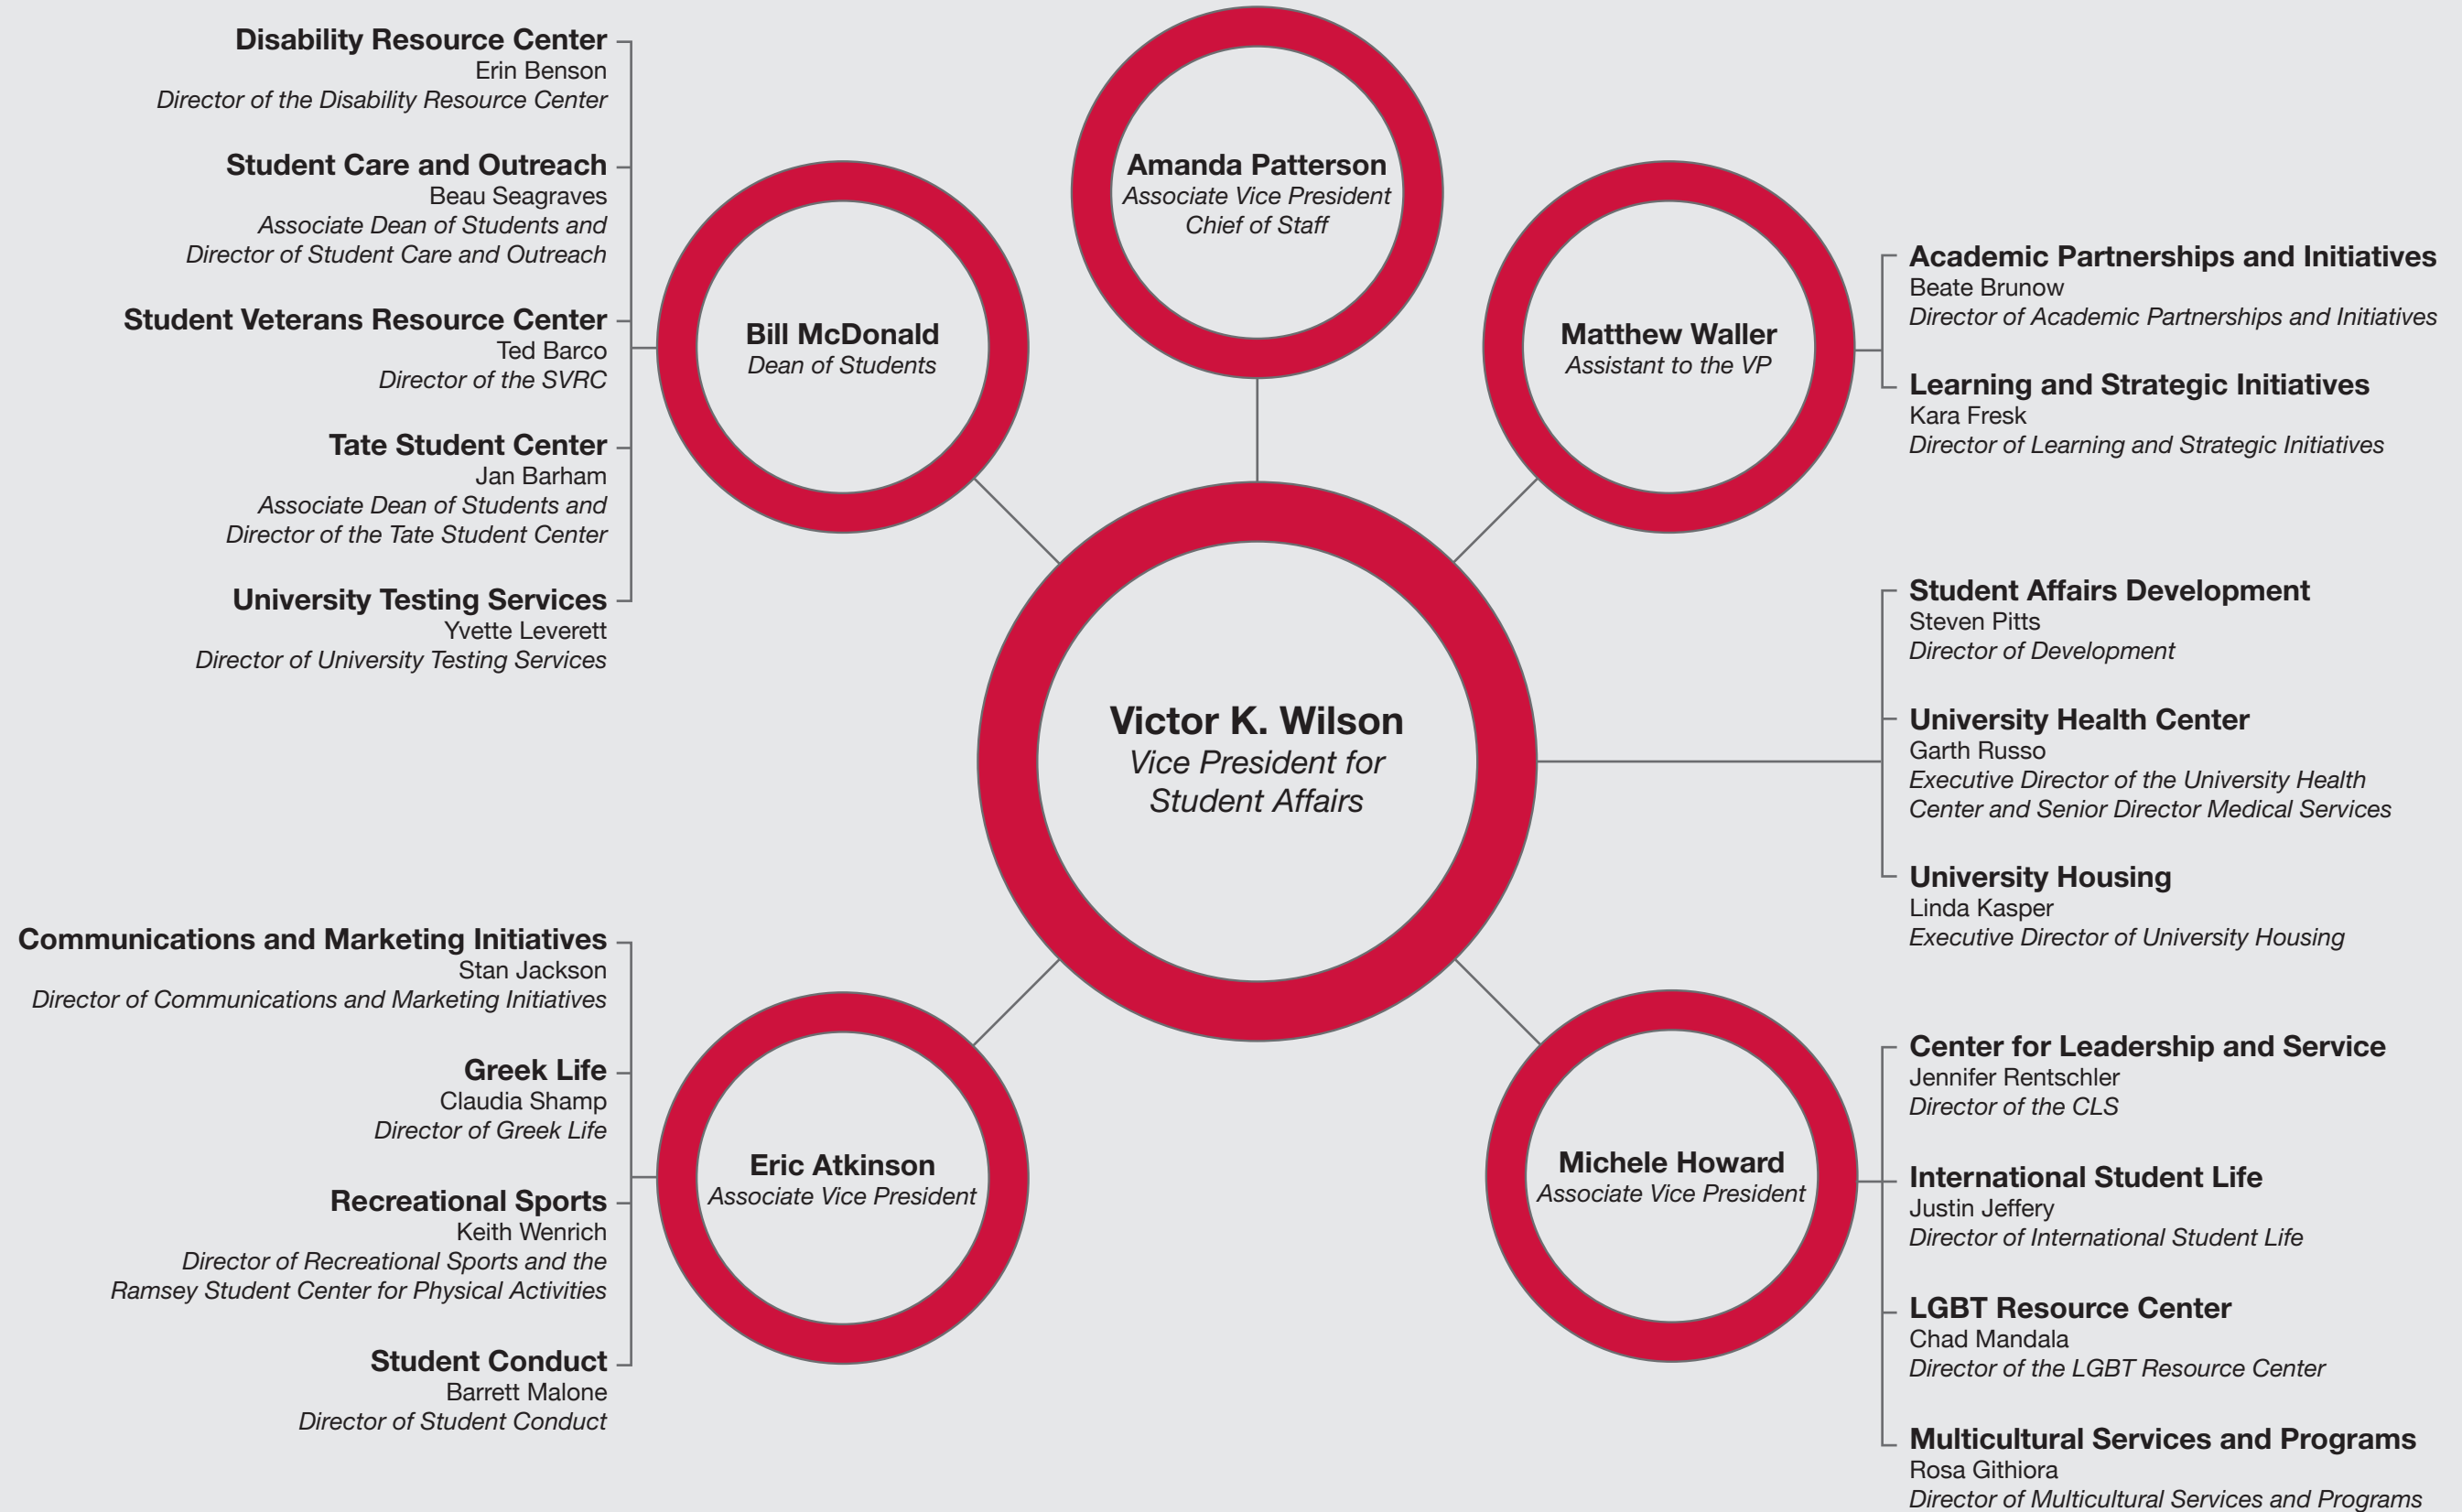 Disability Resource Center
Erin Benson
Director of the Disability Resource Center
Student Care and Outreach
Beau Seagraves
Associate Dean of Students and
Director of Student Care and Outreach
Student Veterans Resource Center
Ted Barco
Director of the SVRC
Tate Student Center
Jan Barham
Associate Dean of Students and
Director of the Tate Student Center
University Testing Services
Yvette Leverett
Director of University Testing Services
Bill McDonald
Dean of Students
Amanda Patterson
Associate Vice President
Chief of Staff
Matthew Waller
Assistant to the VP
Academic Partnerships and Initiatives
Beate Brunow
Director of Academic Partnerships and Initiatives
Learning and Strategic Initiatives
Kara Fresk
Director of Learning and Strategic Initiatives
Victor K. Wilson
Vice President for
Student Affairs
Student Affairs Development
Steven Pitts
Director of Development
University Health Center
Garth Russo
Executive Director of the University Health
Center and Senior Director Medical Services
University Housing
Linda Kasper
Executive Director of University Housing
Communications and Marketing Initiatives
Stan Jackson
Director of Communications and Marketing Initiatives
Greek Life
Claudia Shamp
Director of Greek Life
Recreational Sports
Keith Wenrich
Director of Recreational Sports and the
Ramsey Student Center for Physical Activities
Student Conduct
Barrett Malone
Director of Student Conduct
Eric Atkinson
Associate Vice President
Michele Howard
Associate Vice President
Center for Leadership and Service
Jennifer Rentschler
Director of the CLS
International Student Life
Justin Jeffery
Director of International Student Life
LGBT Resource Center
Chad Mandala
Director of the LGBT Resource Center
Multicultural Services and Programs
Rosa Githiora
Director of Multicultural Services and Programs